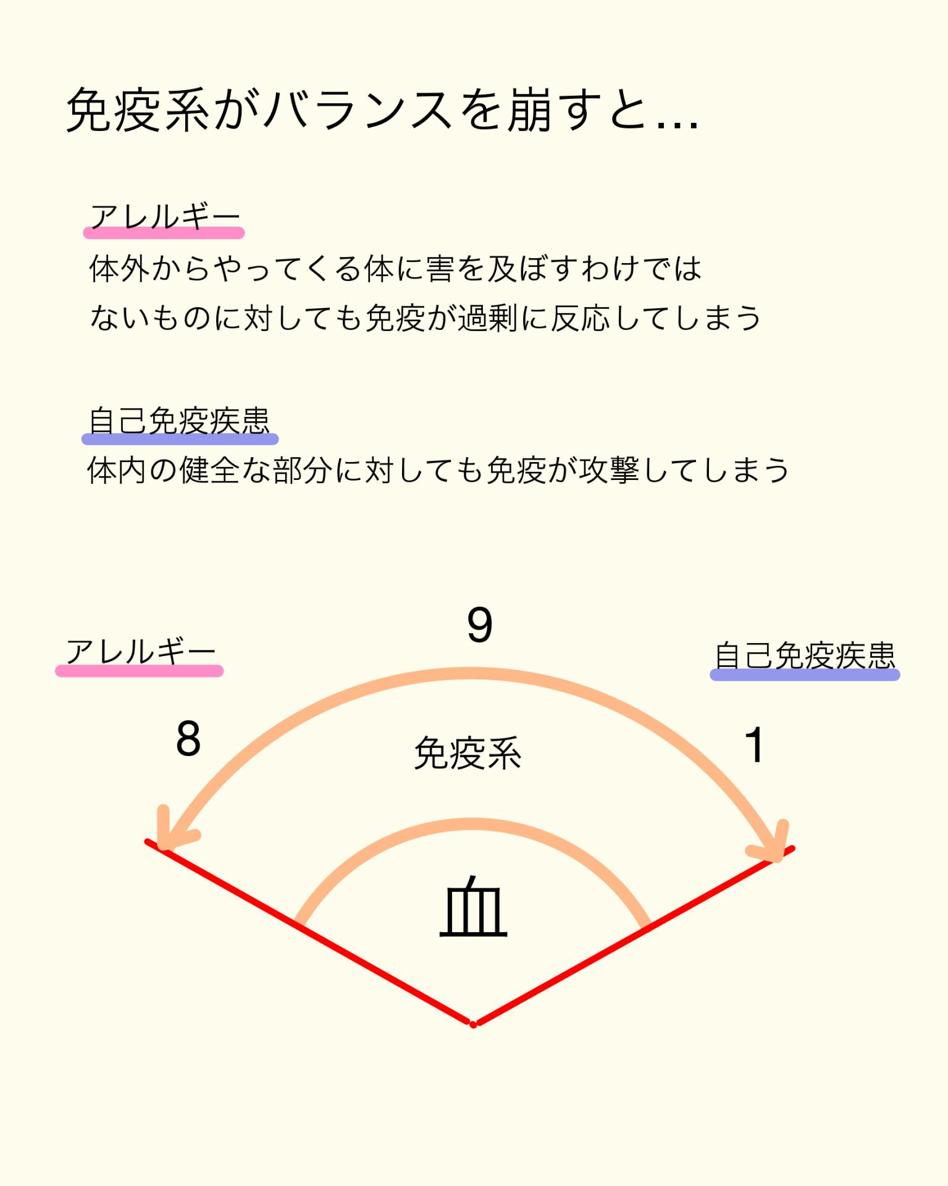 免疫系がバランスを崩すと...
アレルギー
体外からやってくる体に害を及ぼすわけでは
ないものに対しても免疫が過剰に反応してしまう
自己免疫疾患
体内の健全な部分に対しても免疫が攻撃してしまう
9
アレルギー
自己免疫疾患
8
1
免疫系
血